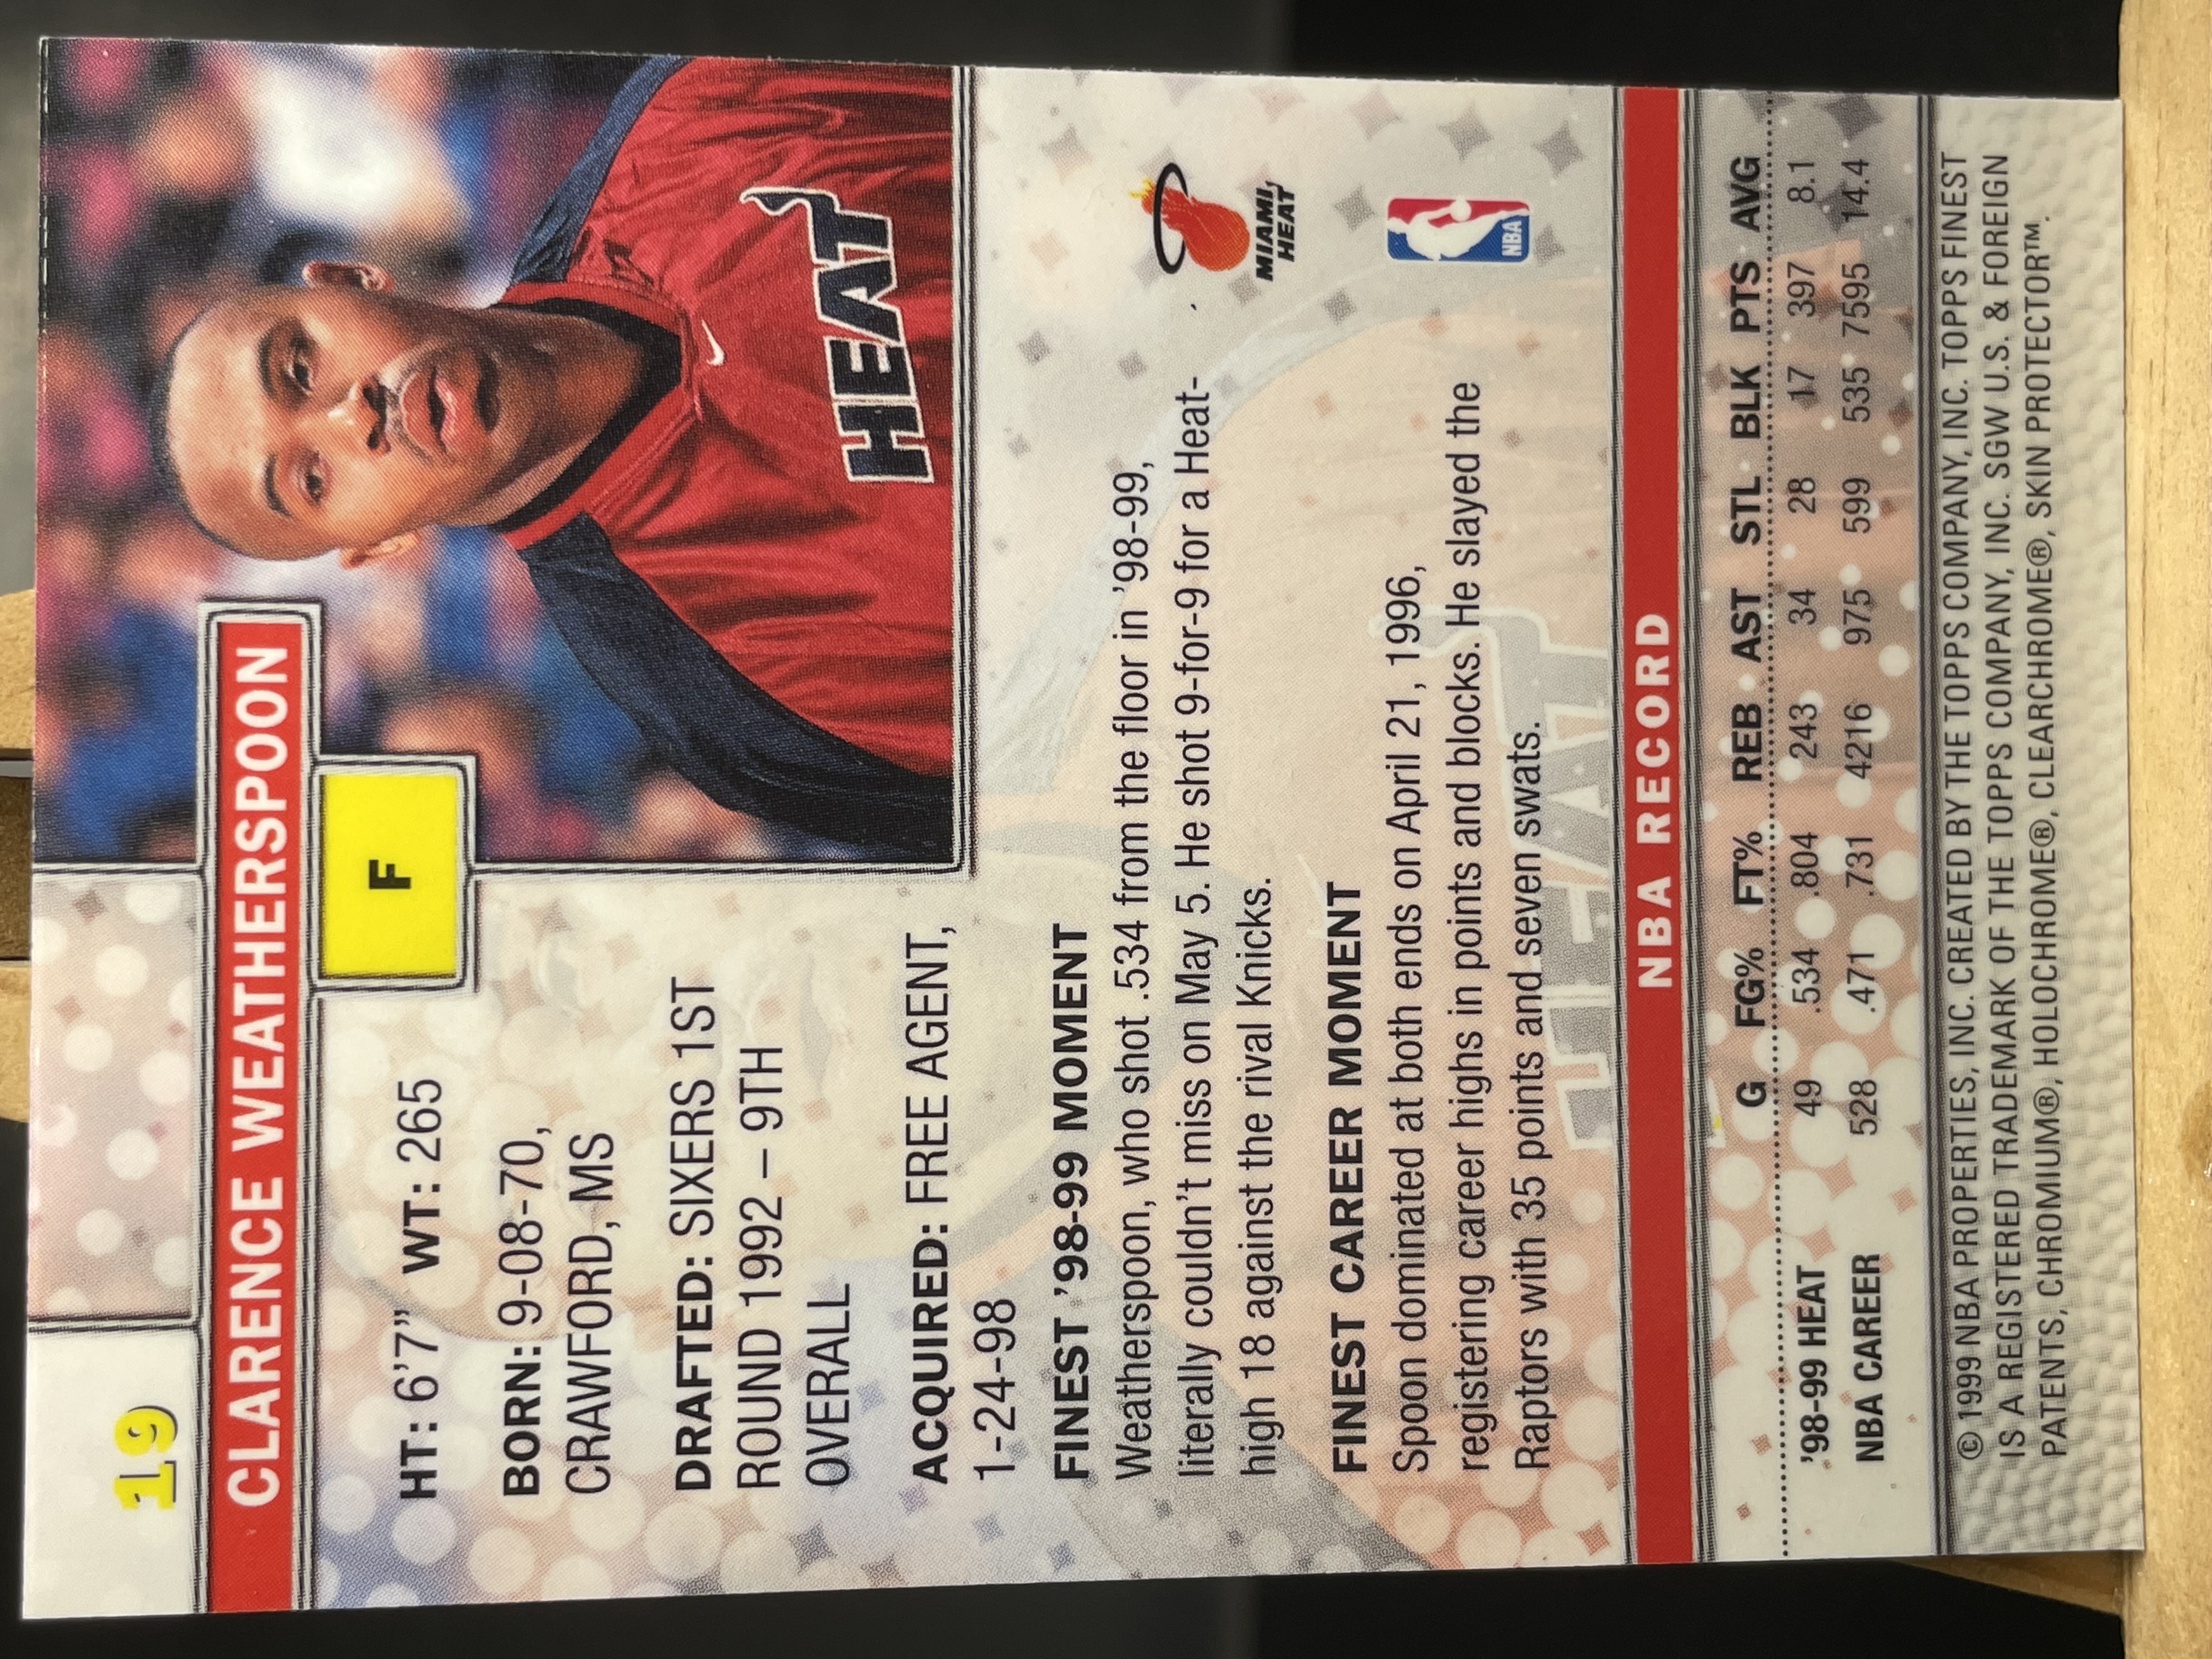 19
CLARENCE WEATHERSPOON
F
HT: 6'7" WT: 265
BORN: 9-08-70,
CRAWFORD, MS
DRAFTED: SIXERS 1ST
ROUND 1992 – 9TH
OVERALL
ACQUIRED: FREE AGENT,
1-24-98
HEAT
FINEST '98-99 MOMENT
Weatherspoon, who shot .534 from the floor in '98-99,
literally couldn't miss on May 5. He shot 9-for-9 for a Heat-
high 18 against the rival Knicks.
MIAMI
HEAT
FINEST CAREER MOMENT
Spoon dominated at both ends on April 21, 1996,
registering career highs in points and blocks. He slayed the
Raptors with 35 points and seven swats.
NBA
NBA RECORD
G FG% FT% REB AST STL BLK PTS AVG
'98-99 HEAT 49 .534 .804 243 34 28 17 397 8.1
NBA CAREER 528 .471 .731 4216 975 599 535 7595 14.4
© 1999 NBA PROPERTIES, INC. CREATED BY THE TOPPS COMPANY, INC. TOPPS FINEST
IS A REGISTERED TRADEMARK OF THE TOPPS COMPANY, INC. SGW U.S. & FOREIGN
PATENTS, CHROMIUM®, HOLOCHROME®, CLEARCHROME®, SKIN PROTECTOR™.